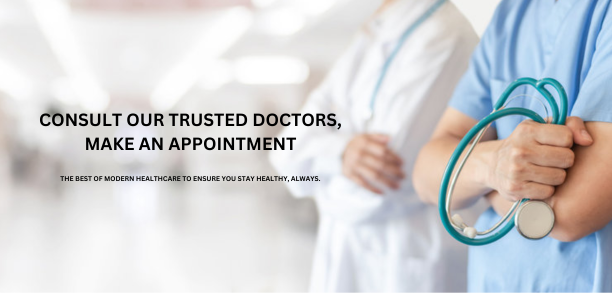 CONSULT OUR TRUSTED DOCTORS,
MAKE AN APPOINTMENT
THE BEST OF MODERN HEALTHCARE TO ENSURE YOU STAY HEALTHY, ALWAYS.